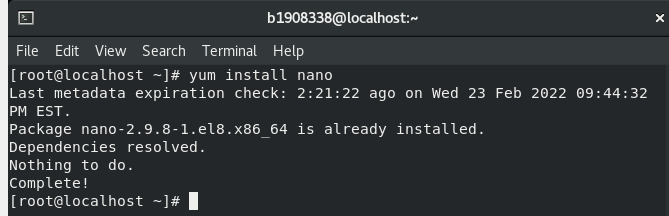 b1908338@localhost:~
File Edit View Search Terminal Help
[root@localhost ~]# yum install nano
Last metadata expiration check: 2:21:22 ago on Wed 23 Feb 2022 09:44:32
PM EST.
Package nano-2.9.8-1.el8.x86_64 is already installed.
Dependencies resolved.
Nothing to do.
Complete!
[root@localhost ~]#